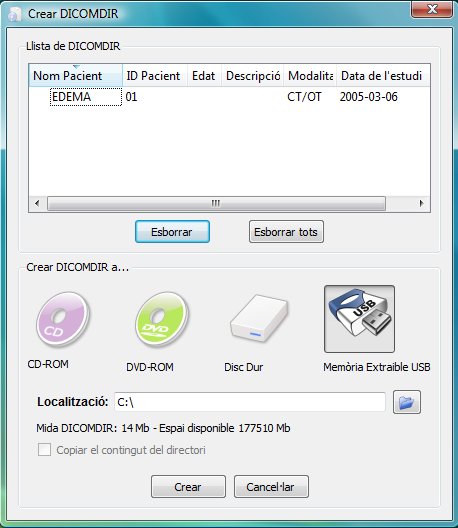 Crear DICOMDIR
Llista de DICOMDIR
Nom Pacient ID Pacient Edat Descripció Modalita Data de l'estudi
EDEMA 01 CT/OT 2005-03-06
Esborrar Esborrar tots
Crear DICOMDIR a...
CD DVD USB
CD-ROM DVD-ROM Disc Dur Memòria Extraible USB
Localització: C:\
Mida DICOMDIR: 14 Mb - Espai disponible 177510 Mb
Copiar el contingut del directori
Crear Cancel·lar